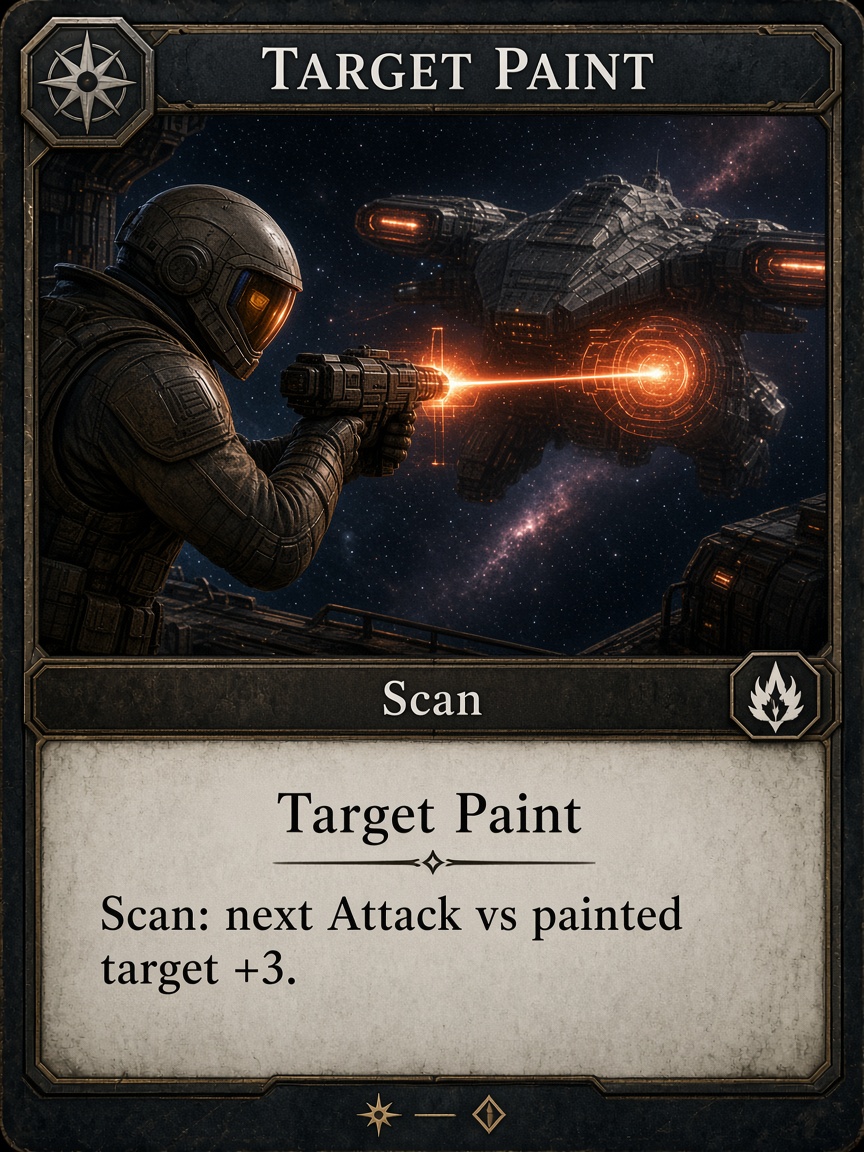 TARGET PAINT
Scan
Target Paint
Scan: next Attack vs painted
target +3.